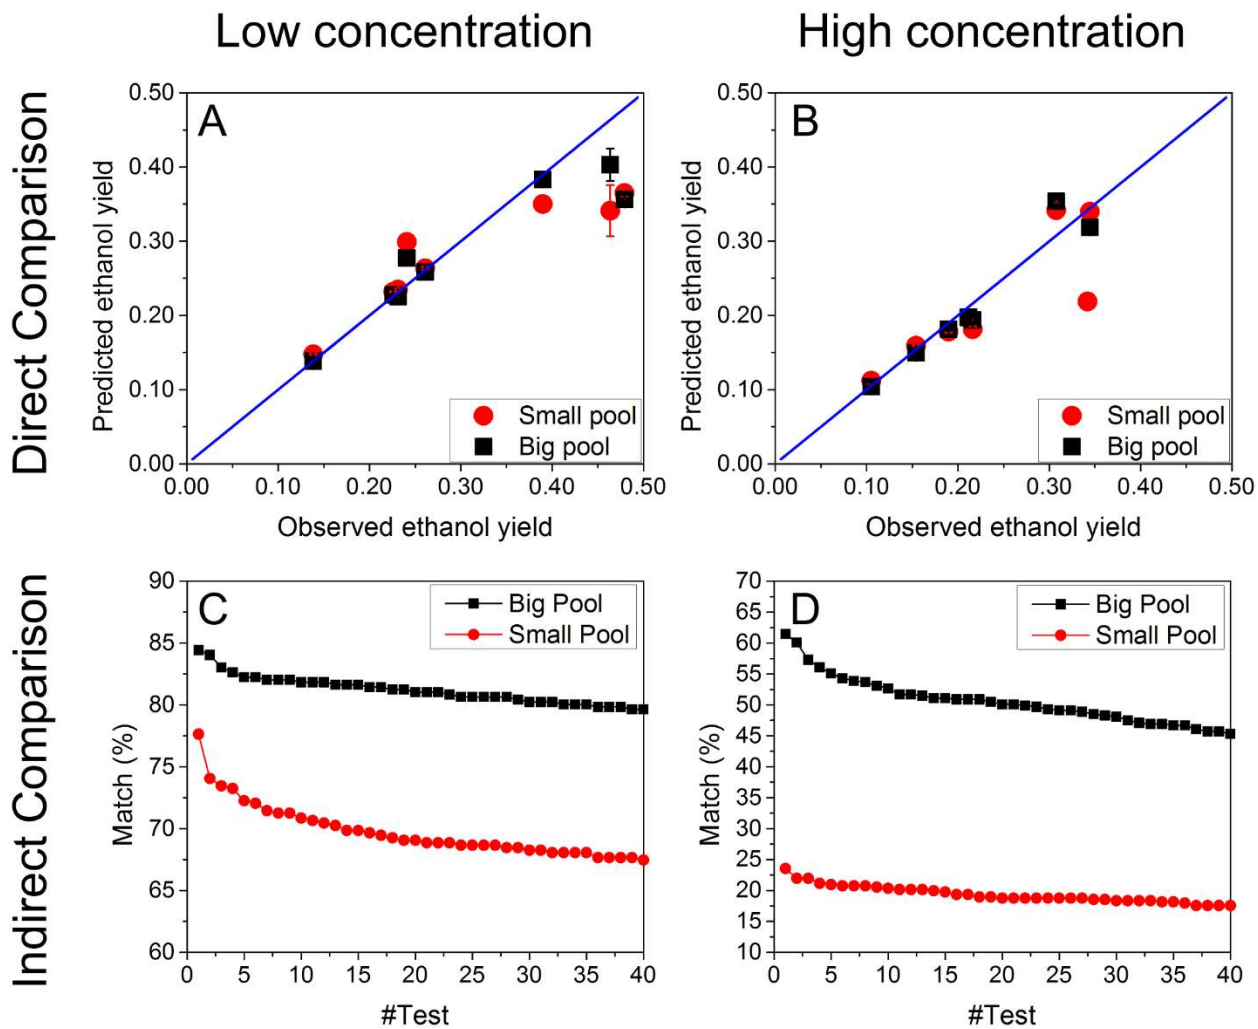 Low concentration
High concentration
Direct Comparison
Predicted ethanol yield
0.50
0.40
0.30
0.20
0.10
0.00
A
Small pool
Big pool
0.00 0.10 0.20 0.30 0.40 0.50
Observed ethanol yield
Predicted ethanol yield
0.50
0.40
0.30
0.20
0.10
0.00
B
Small pool
Big pool
0.00 0.10 0.20 0.30 0.40 0.50
Observed ethanol yield
Indirect Comparison
Match (%)
90
85
80
75
70
65
60
C
Big Pool
Small Pool
0 5 10 15 20 25 30 35 40
#Test
Match (%)
70
65
60
55
50
45
40
35
30
25
20
15
10
D
Big Pool
Small Pool
0 5 10 15 20 25 30 35 40
#Test